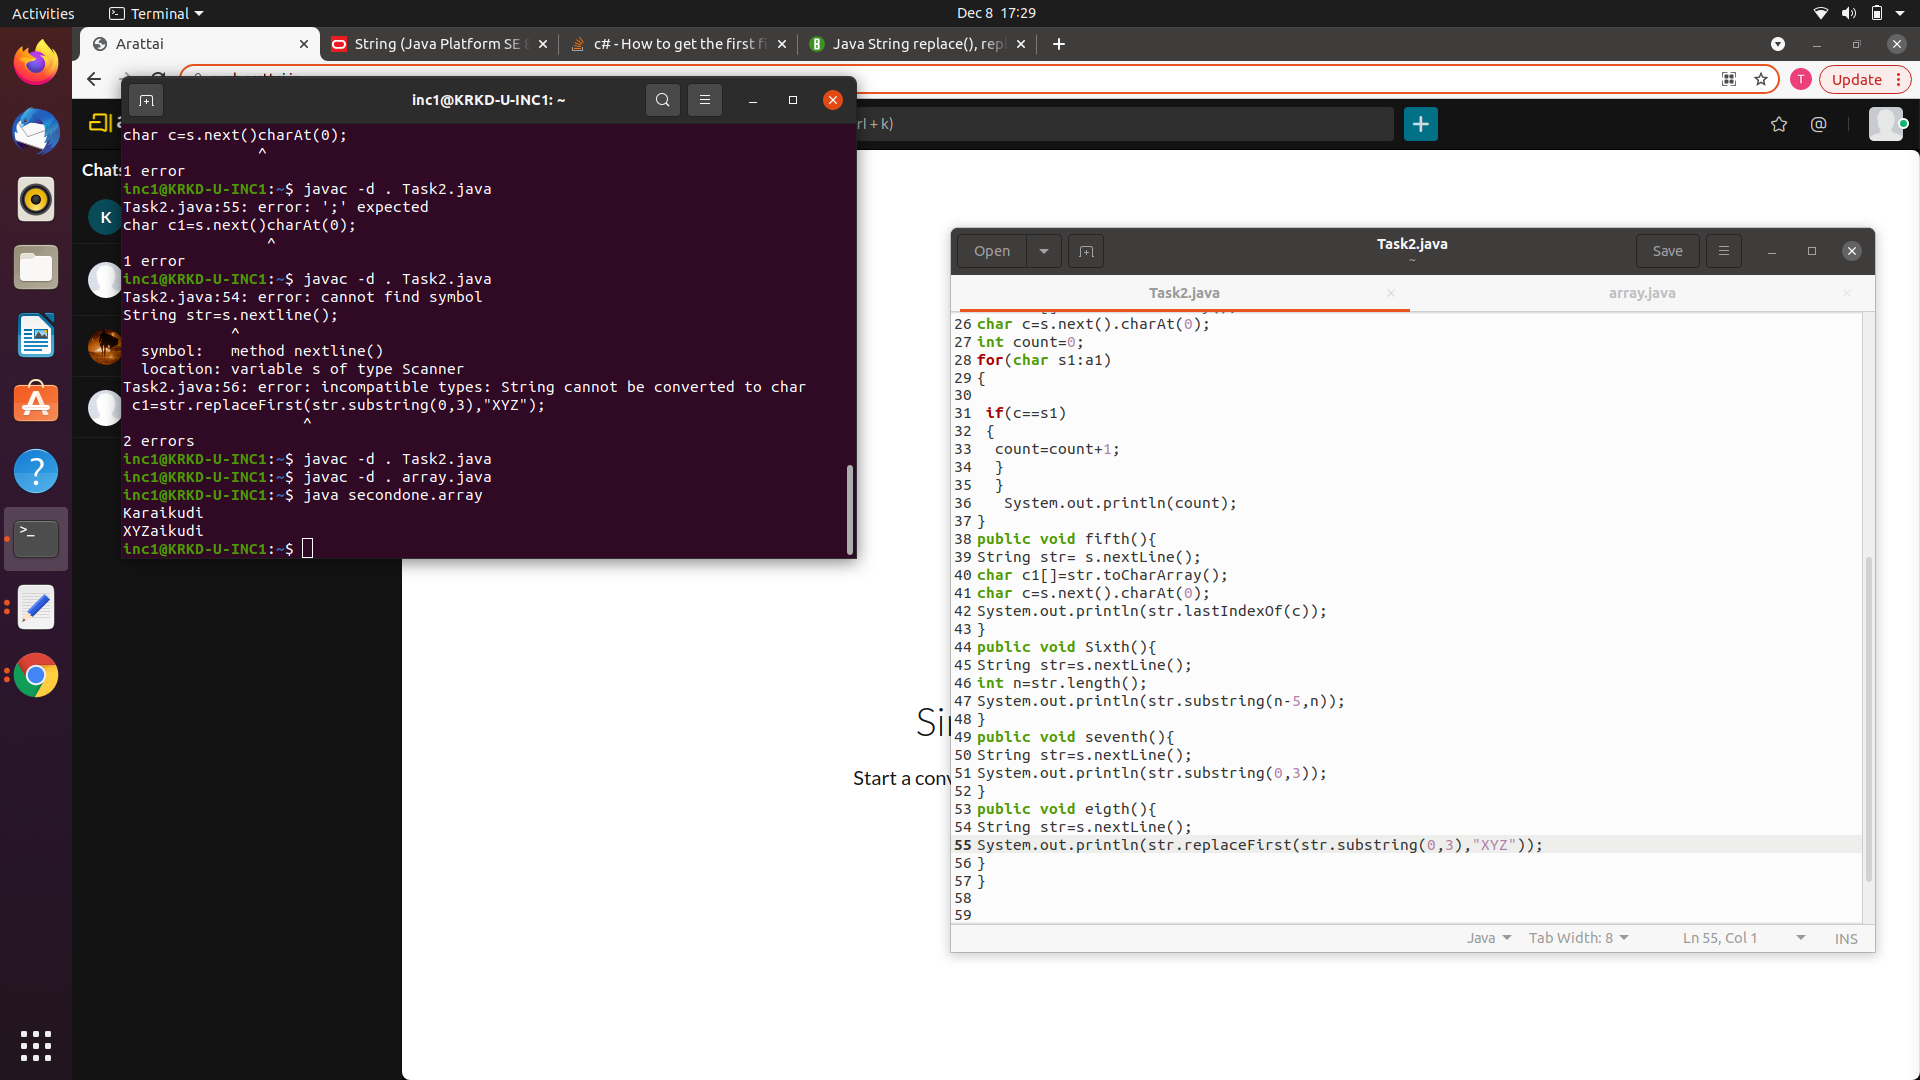 Activities
Terminal
Dec 8 17:29
Arattai
String (Java Platform SE
c# - How to get the first fi
Java String replace(), repl
T
Update
inc1@KRKD-U-INC1: ~
rl + k)
Chats
K
char c=s.next()charAt(0);
^
1 error
inc1@KRKD-U-INC1:~$ javac -d . Task2.java
Task2.java:55: error: ';' expected
char c1=s.next()charAt(0);
^
1 error
inc1@KRKD-U-INC1:~$ javac -d . Task2.java
Task2.java:54: error: cannot find symbol
String str=s.nextline();
^
symbol:   method nextline()
location: variable s of type Scanner
Task2.java:56: error: incompatible types: String cannot be converted to char
c1=str.replaceFirst(str.substring(0,3),"XYZ");
^
2 errors
inc1@KRKD-U-INC1:~$ javac -d . Task2.java
inc1@KRKD-U-INC1:~$ javac -d . array.java
inc1@KRKD-U-INC1:~$ java secondone.array
Karaikudi
XYZaikudi
inc1@KRKD-U-INC1:~$
Start a conv
Open
Task2.java
~
Save
Task2.java
array.java
26 char c=s.next().charAt(0);
27 int count=0;
28 for(char s1:a1)
29 {
30
31 if(c==s1)
32 {
33 count=count+1;
34 }
35 }
36 System.out.println(count);
37 }
38 public void fifth(){
39 String str= s.nextLine();
40 char c1[]=str.toCharArray();
41 char c=s.next().charAt(0);
42 System.out.println(str.lastIndexOf(c));
43 }
44 public void Sixth(){
45 String str=s.nextLine();
46 int n=str.length();
47 System.out.println(str.substring(n-5,n));
48 }
49 public void seventh(){
50 String str=s.nextLine();
51 System.out.println(str.substring(0,3));
52 }
53 public void eigth(){
54 String str=s.nextLine();
55 System.out.println(str.replaceFirst(str.substring(0,3),"XYZ"));
56 }
57 }
58
59
Java
Tab Width: 8
Ln 55, Col 1
INS